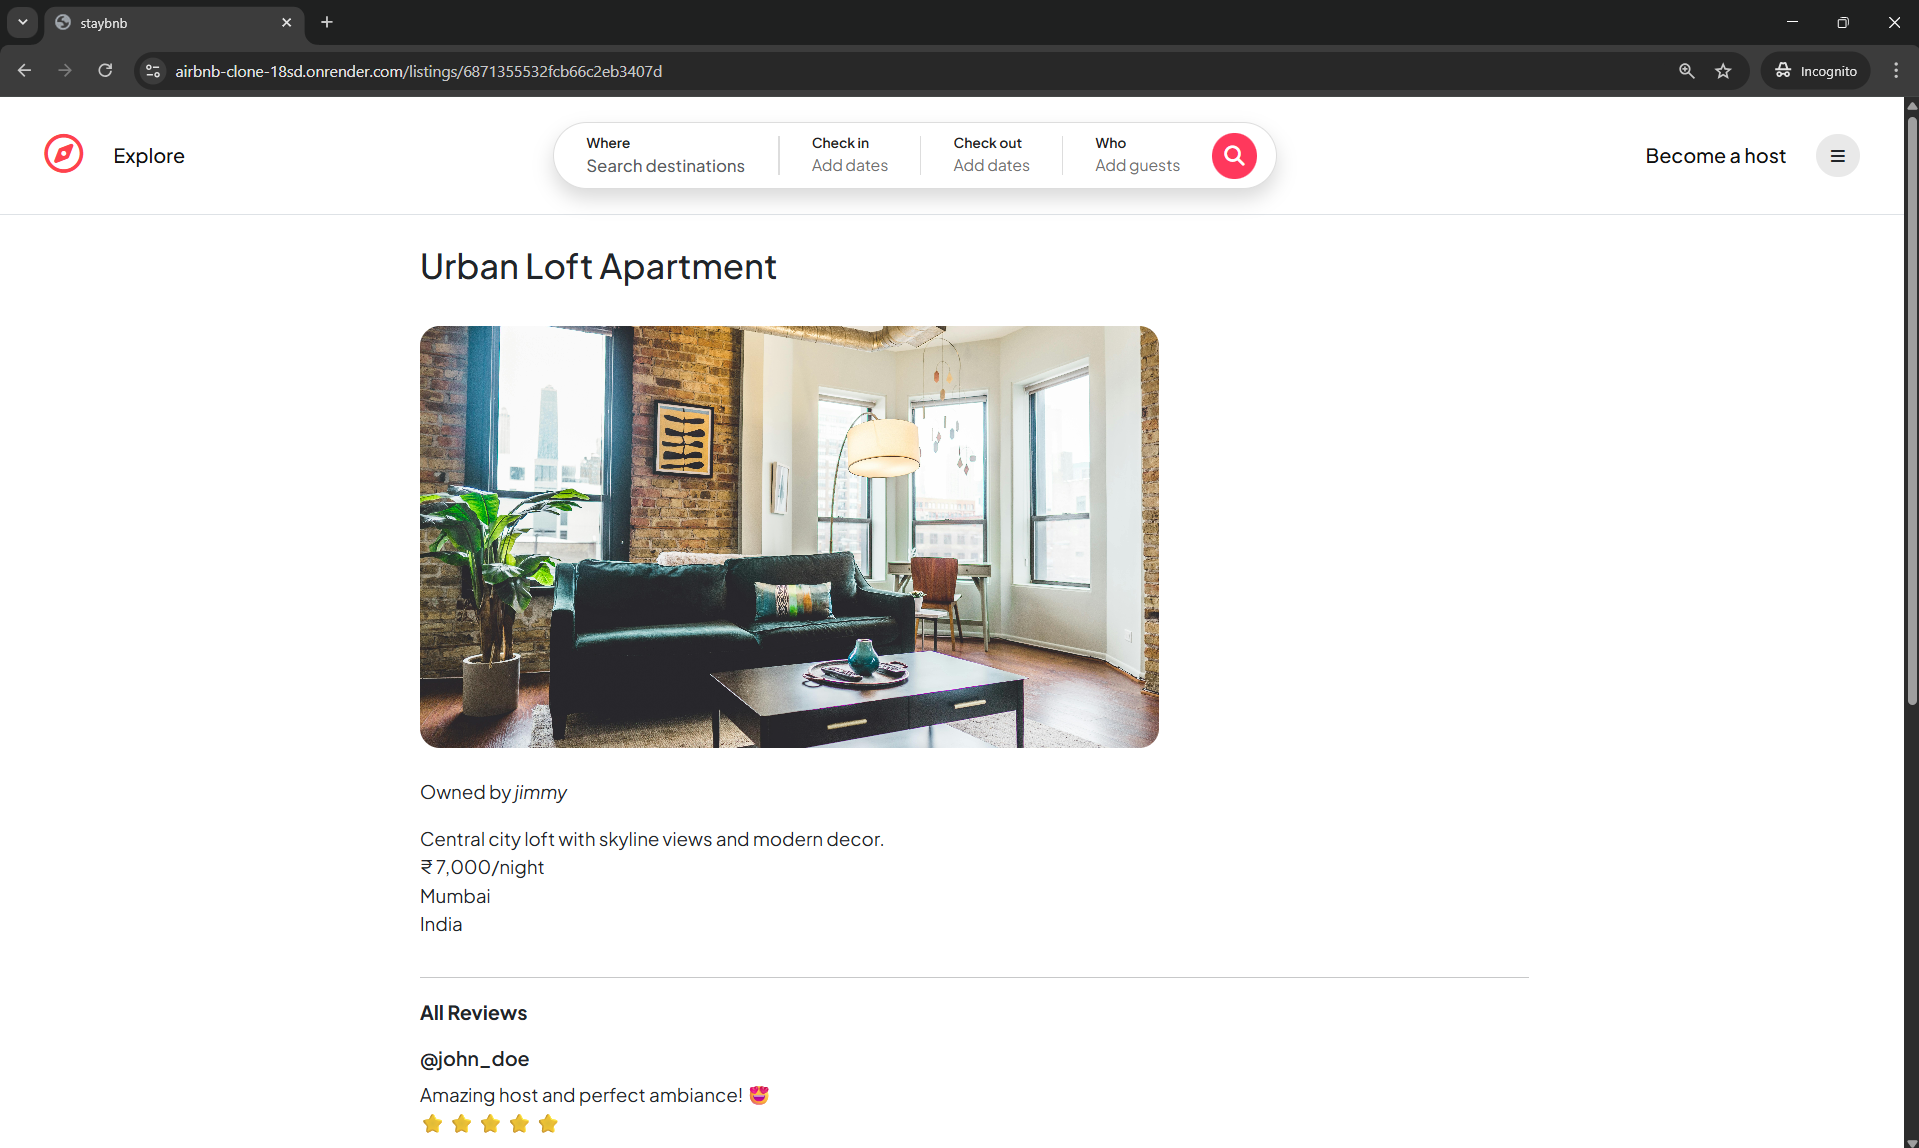 staybnb
airbnb-clone-18sd.onrender.com/listings/6871355532fcb66c2eb3407d
Incognito
Explore
Where
Search destinations
Check in
Add dates
Check out
Add dates
Who
Add guests
Become a host
Urban Loft Apartment
Owned by jimmy
Central city loft with skyline views and modern decor.
₹7,000/night
Mumbai
India
All Reviews
@john_doe
Amazing host and perfect ambiance! 😍
⭐ ⭐ ⭐ ⭐ ⭐